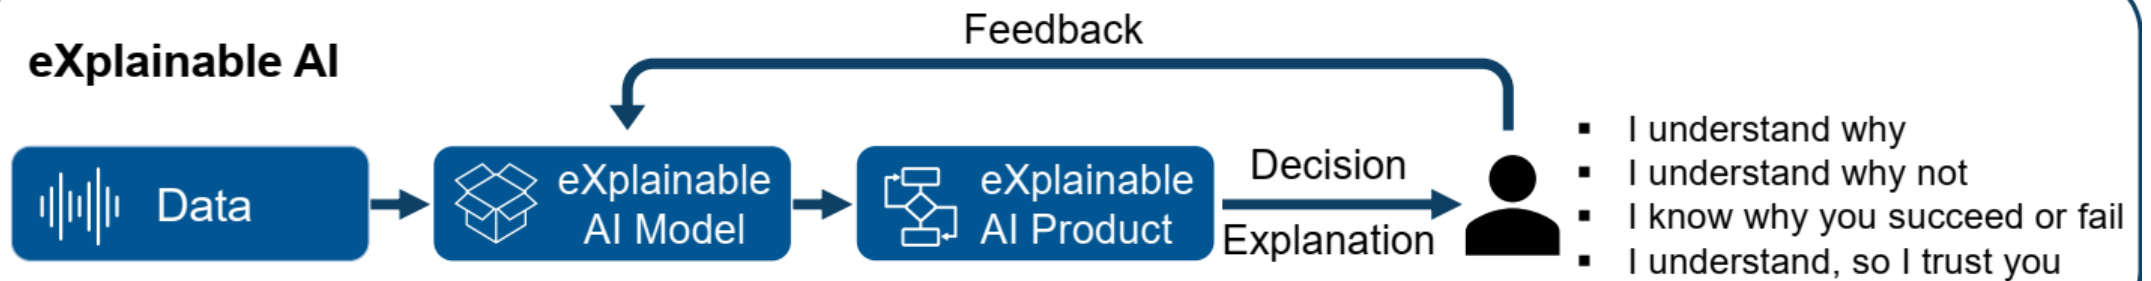 Feedback
eXplainable AI
Data
eXplainable
AI Model
eXplainable
AI Product
Decision
Explanation
▪ I understand why
▪ I understand why not
▪ I know why you succeed or fail
▪ I understand, so I trust you